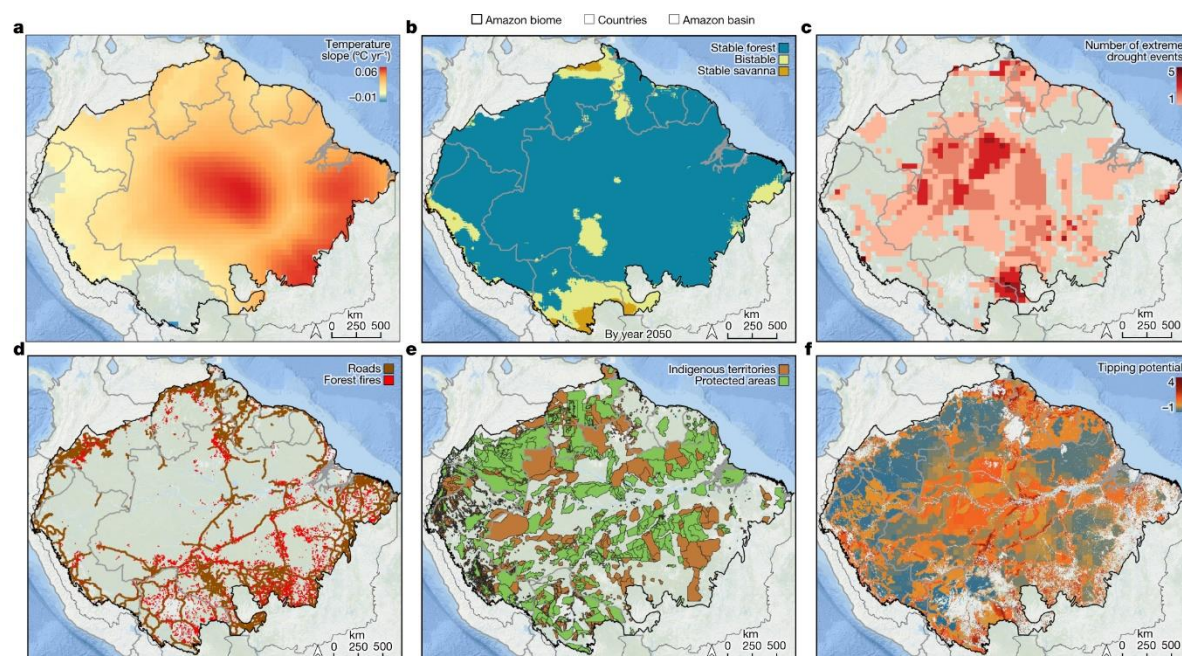 Amazon biome Countries Amazon basin
a
Temperature
slope (ºC yr⁻¹)
0.06
−0.01
km
0 250 500
b
Stable forest
Bistable
Stable savanna
By year 2050
km
0 250 500
c
Number of extreme
drought events
5
1
km
0 250 500
d
Roads
Forest fires
km
0 250 500
e
Indigenous territories
Protected areas
km
0 250 500
f
Tipping potential
4
−1
km
0 250 500